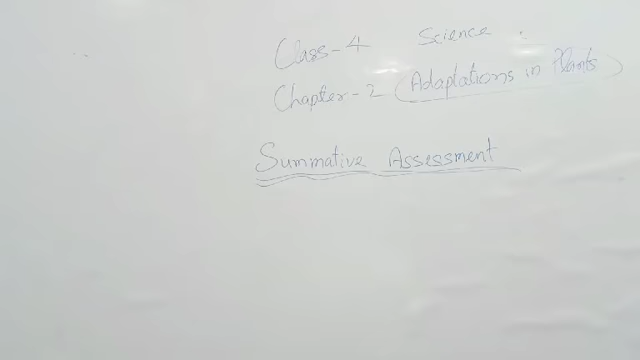 Class-4 Science
Chapter-2 Adaptations in Plants
Summative Assessment